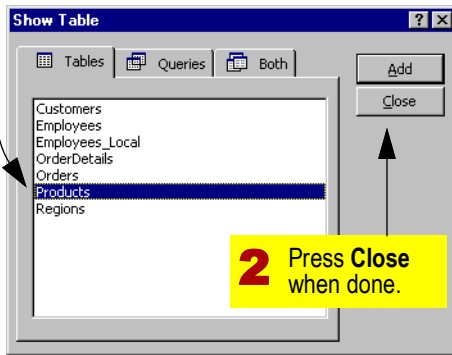 Show Table
Tables Queries Both
Add
Close
Customers
Employees
Employees_Local
OrderDetails
Orders
Products
Regions
2 Press Close
when done.